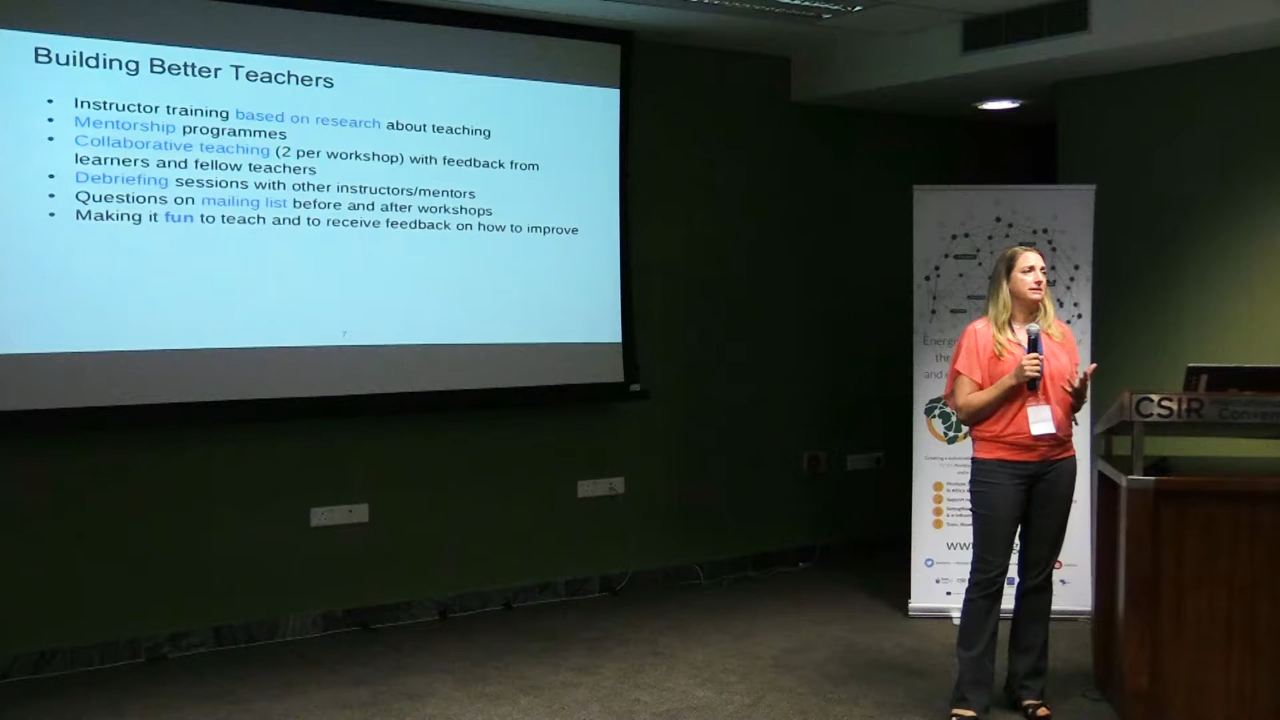 Building Better Teachers
• Instructor training based on research about teaching
• Mentorship programmes
• Collaborative teaching (2 per workshop) with feedback from
learners and fellow teachers
• Debriefing sessions with other instructors/mentors
• Questions on mailing list before and after workshops
• Making it fun to teach and to receive feedback on how to improve
7
and
CSIR